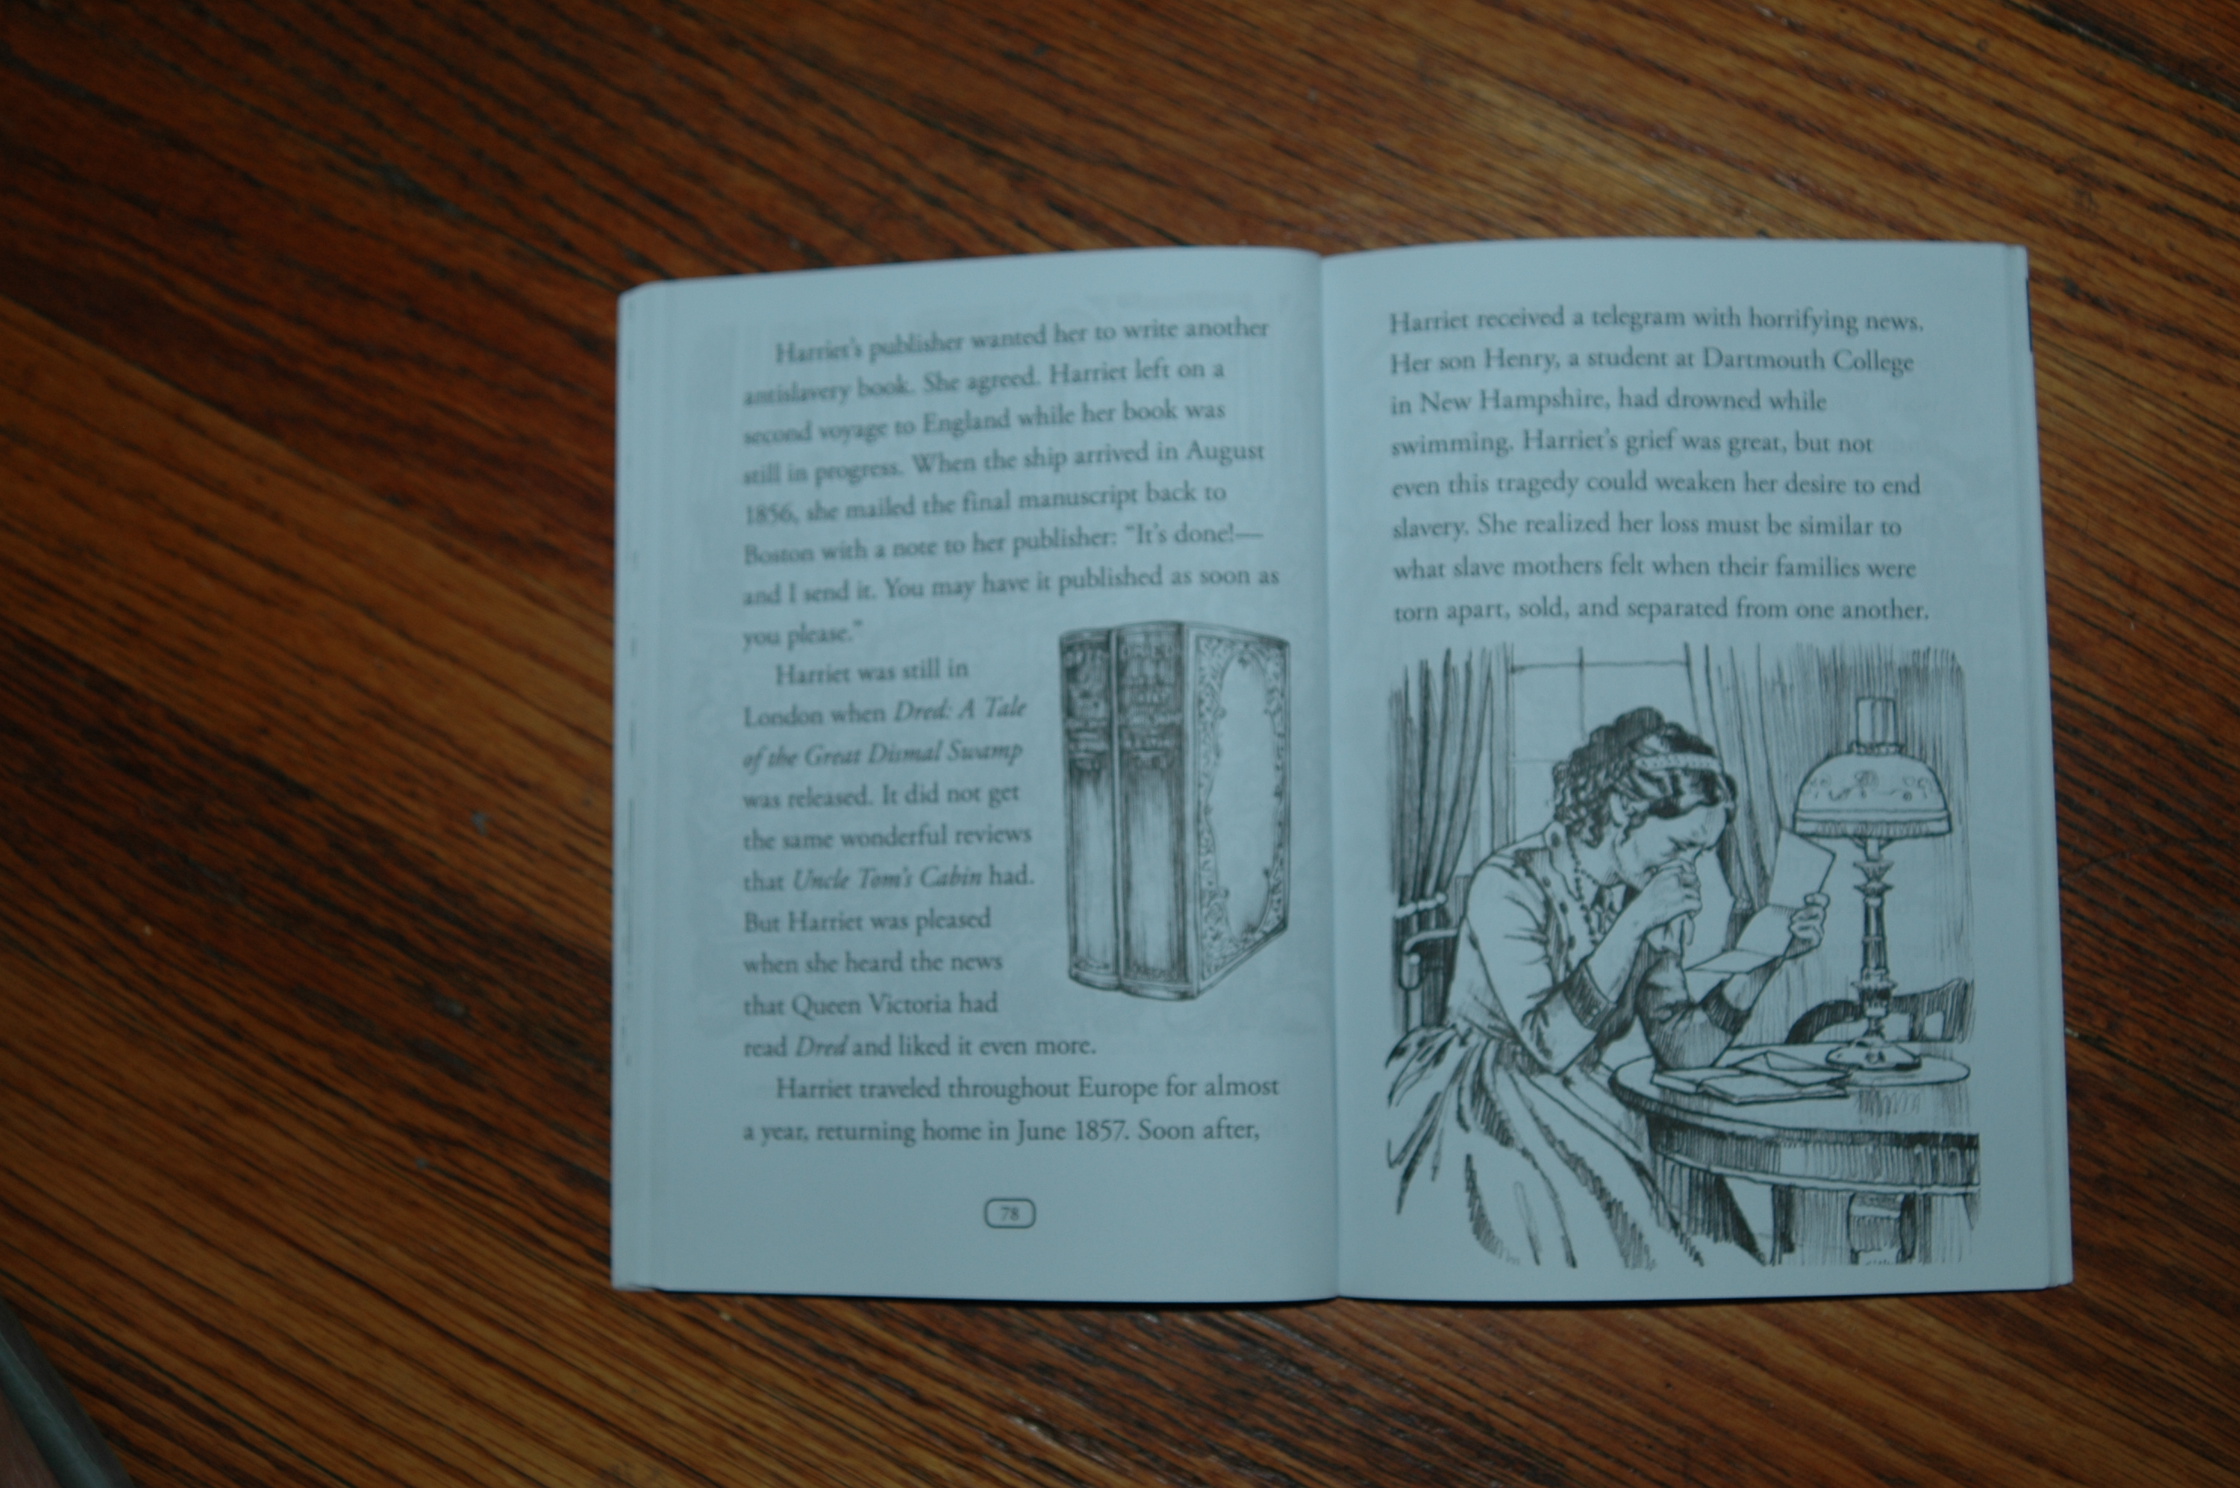 Harriet's publisher wanted her to write another
antislavery book. She agreed. Harriet left on a
second voyage to England while her book was
still in progress. When the ship arrived in August
1856, she mailed the final manuscript back to
Boston with a note to her publisher: "It's done!—
and I send it. You may have it published as soon as
you please."
Harriet was still in
London when Dred: A Tale
of the Great Dismal Swamp
was released. It did not get
the same wonderful reviews
that Uncle Tom's Cabin had.
But Harriet was pleased
when she heard the news
that Queen Victoria had
read Dred and liked it even more.
Harriet traveled throughout Europe for almost
a year, returning home in June 1857. Soon after,
78
Harriet received a telegram with horrifying news.
Her son Henry, a student at Dartmouth College
in New Hampshire, had drowned while
swimming. Harriet's grief was great, but not
even this tragedy could weaken her desire to end
slavery. She realized her loss must be similar to
what slave mothers felt when their families were
torn apart, sold, and separated from one another.